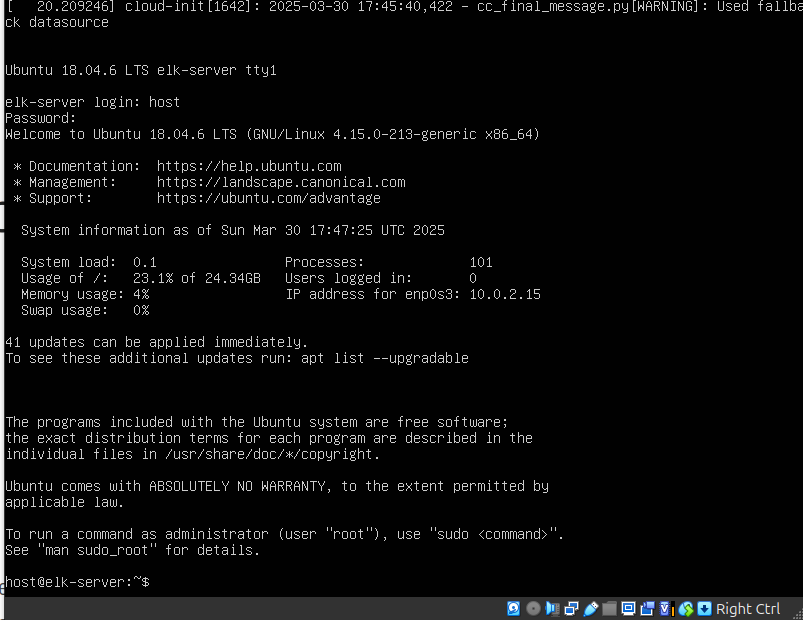 [   20.209246] cloud-init[1642]: 2025-03-30 17:45:40,422 - cc_final_message.py[WARNING]: Used fallba
ck datasource
Ubuntu 18.04.6 LTS elk-server tty1
elk-server login: host
Password:
Welcome to Ubuntu 18.04.6 LTS (GNU/Linux 4.15.0-213-generic x86_64)
* Documentation:  https://help.ubuntu.com
* Management:     https://landscape.canonical.com
* Support:        https://ubuntu.com/advantage
System information as of Sun Mar 30 17:47:25 UTC 2025
System load:  0.1                Processes:             101
Usage of /:   23.1% of 24.34GB   Users logged in:       0
Memory usage: 4%                 IP address for enp0s3: 10.0.2.15
Swap usage:   0%
41 updates can be applied immediately.
To see these additional updates run: apt list --upgradable
The programs included with the Ubuntu system are free software;
the exact distribution terms for each program are described in the
individual files in /usr/share/doc/*/copyright.
Ubuntu comes with ABSOLUTELY NO WARRANTY, to the extent permitted by
applicable law.
To run a command as administrator (user "root"), use "sudo <command>".
See "man sudo_root" for details.
host@elk-server:~$
Right Ctrl